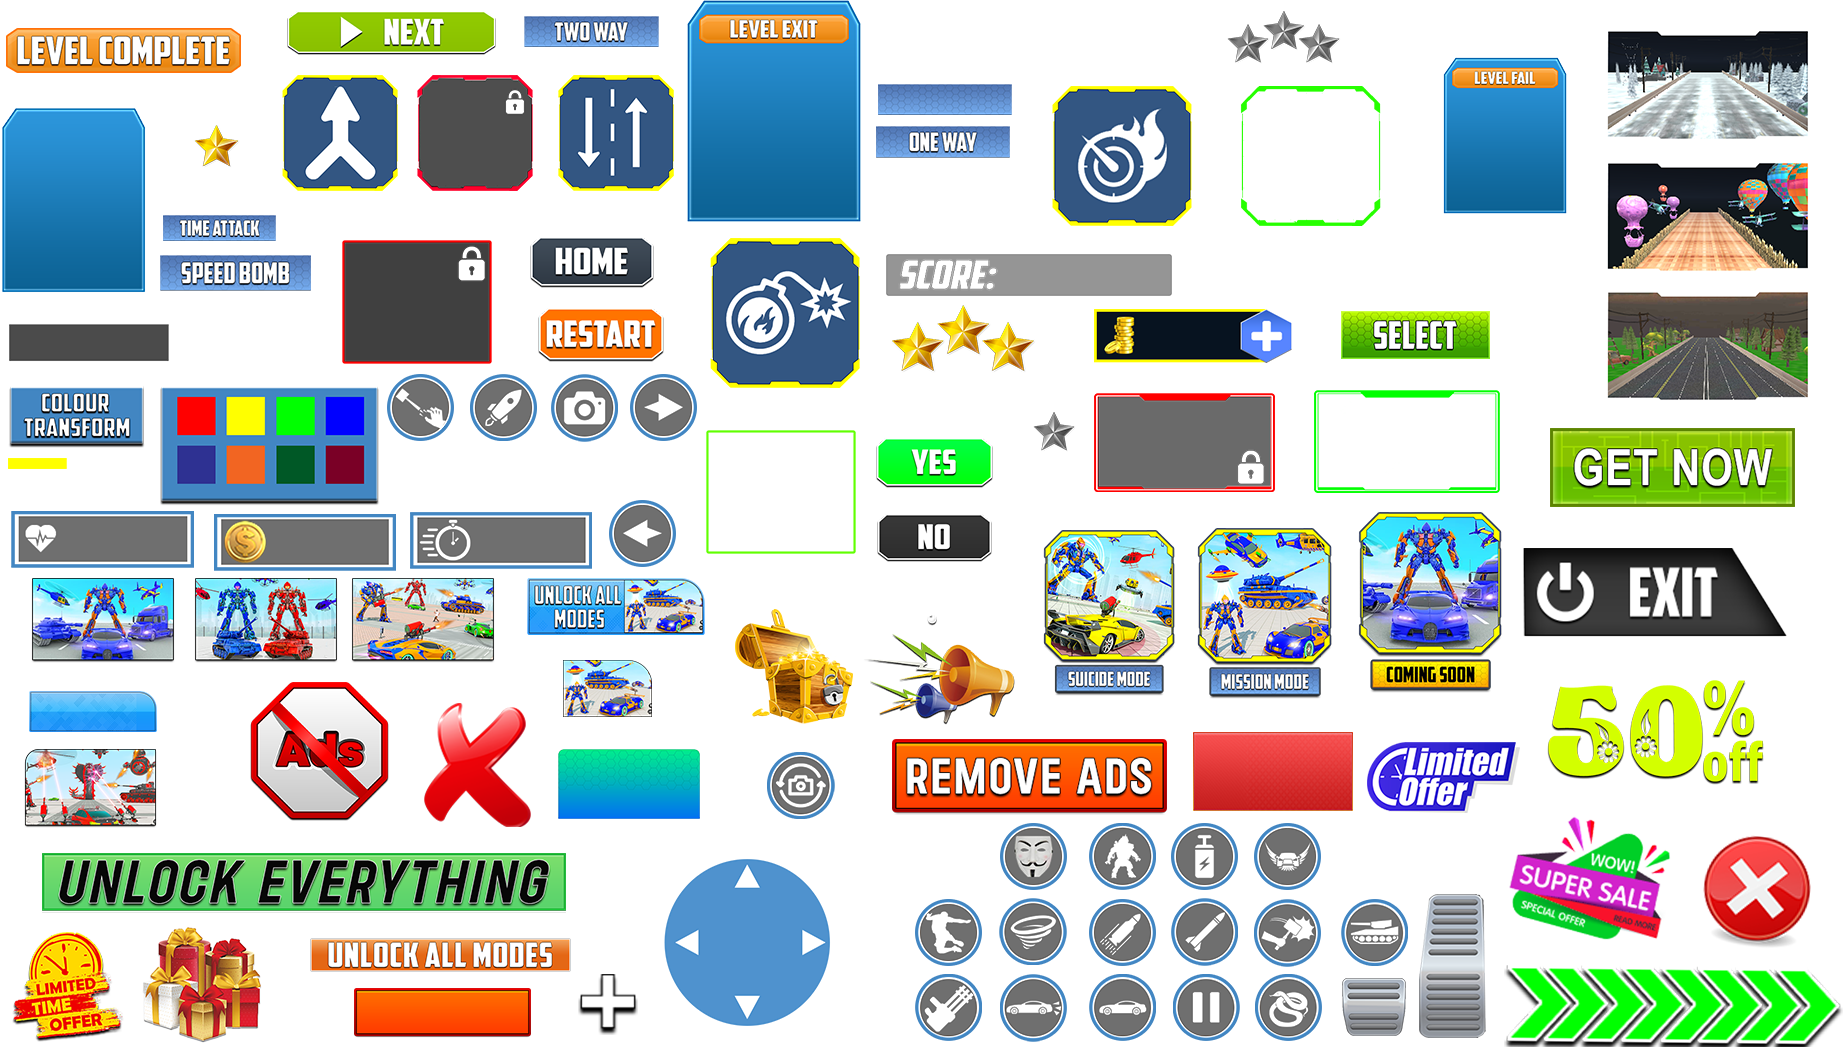 LEVEL COMPLETE
NEXT
TWO WAY
LEVEL EXIT
LEVEL FAIL
ONE WAY
TIME ATTACK
SPEED BOMB
HOME
SCORE:
RESTART
SELECT
COLOUR
TRANSFORM
YES
GET NOW
NO
EXIT
UNLOCK ALL
MODES
SUICIDE MODE
MISSION MODE
COMING SOON
50%
off
Ads
REMOVE ADS
Limited
Offer
UNLOCK EVERYTHING
WOW!
SUPER SALE
SPECIAL OFFER
READ MORE
UNLOCK ALL MODES
LIMITED
TIME
OFFER